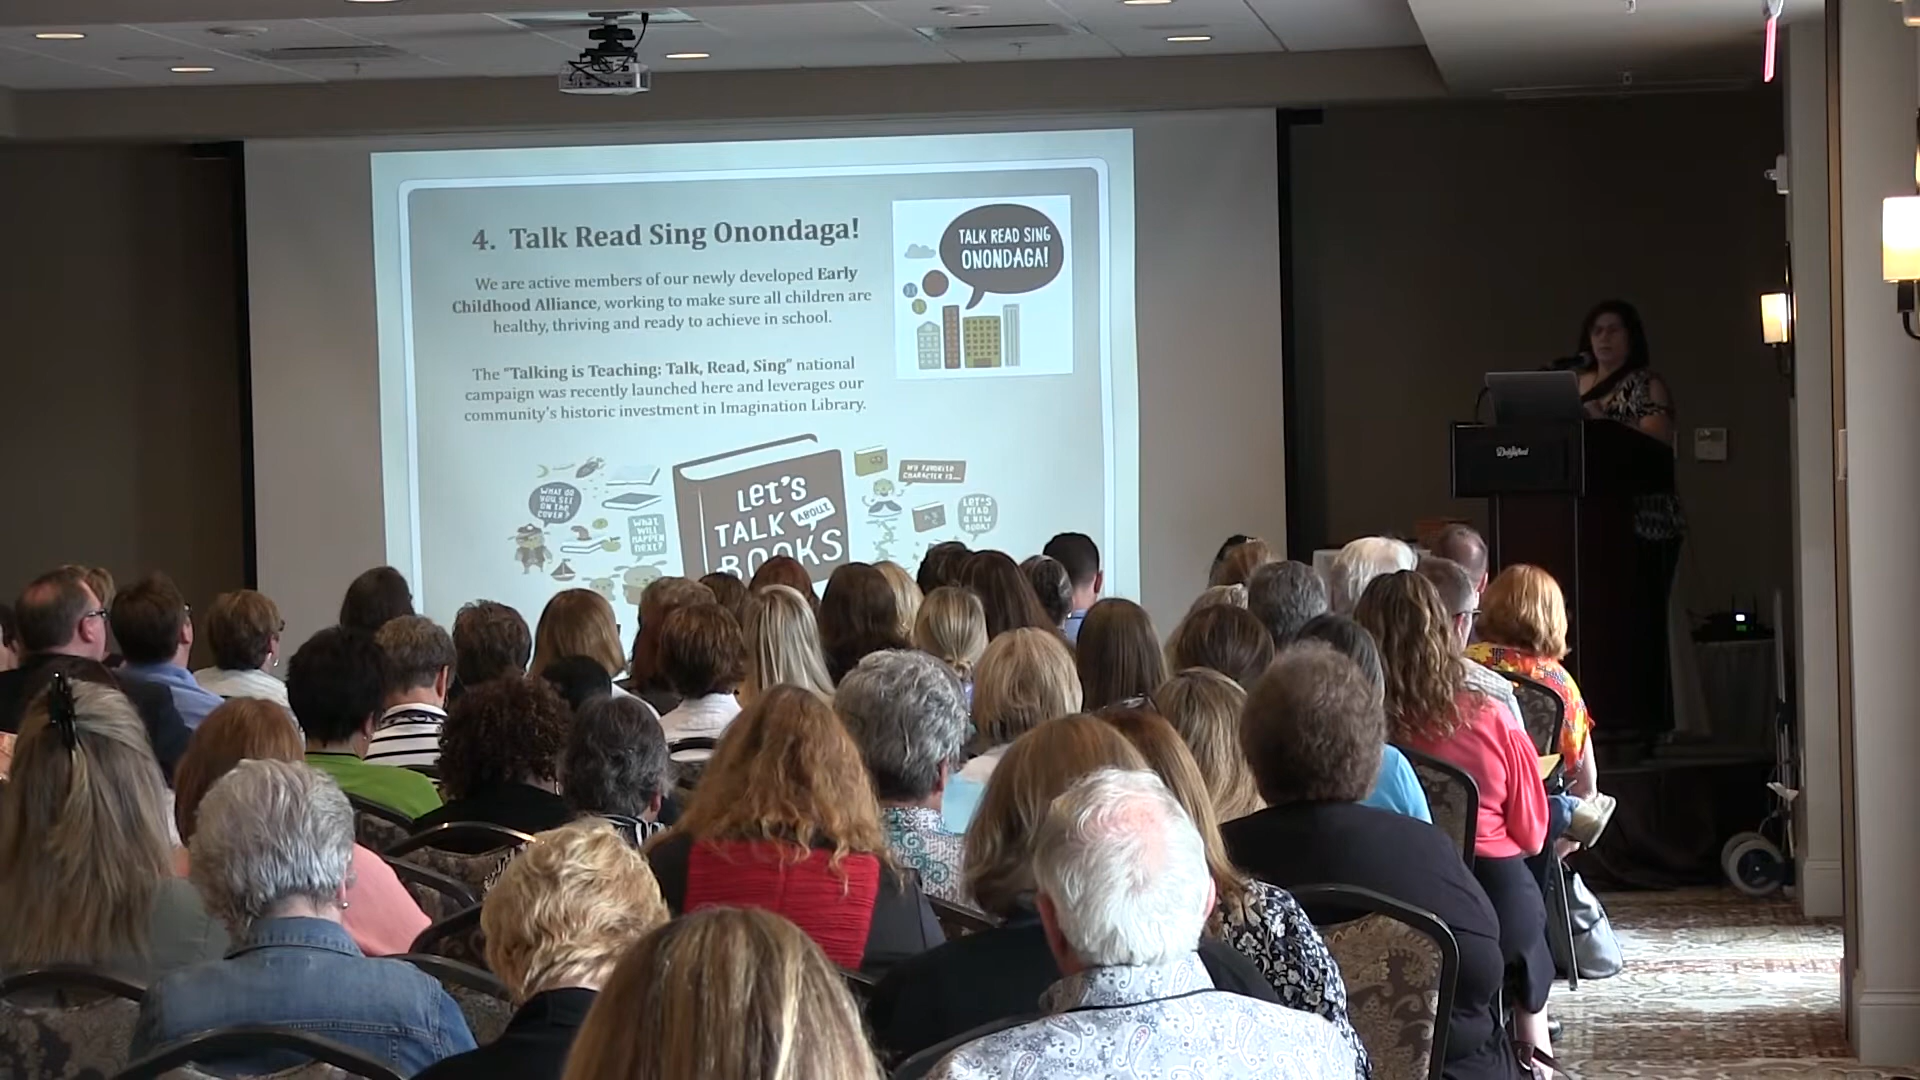 4. Talk Read Sing Onondaga!
We are active members of our newly developed Early
Childhood Alliance, working to make sure all children are
healthy, thriving and ready to achieve in school.
The "Talking is Teaching: Talk, Read, Sing" national
campaign was recently launched here and leverages our
community's historic investment in Imagination Library.
TALK READ SING
ONONDAGA!
WHAT DO
YOU SEE
ON THE
COVER?
WHAT
WILL
HAPPEN
NEXT?
LET'S
TALK ABOUT
BOOKS
MY FAVORITE
CHARACTER IS...
LET'S
READ
A NEW
BOOK!